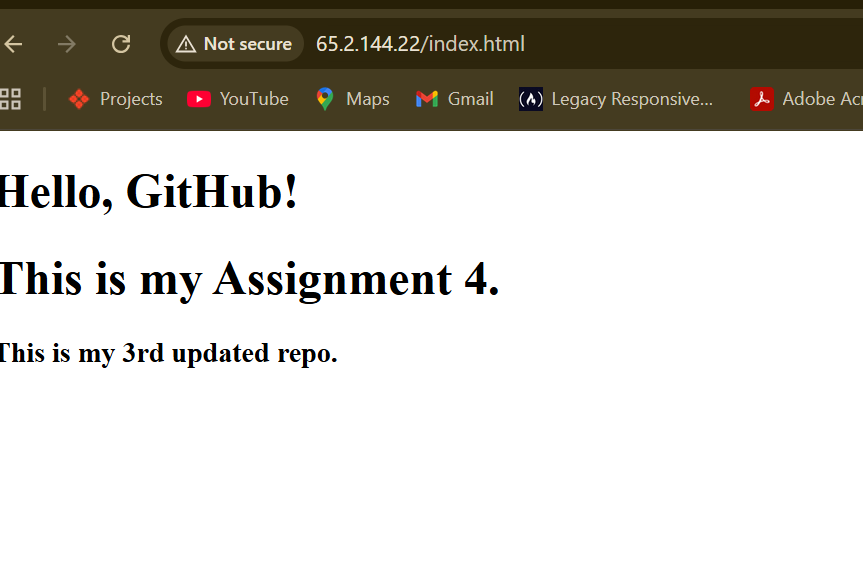 Not secure 65.2.144.22/index.html
Projects YouTube Maps Gmail Legacy Responsive... Adobe Acr
Hello, GitHub!
This is my Assignment 4.
This is my 3rd updated repo.